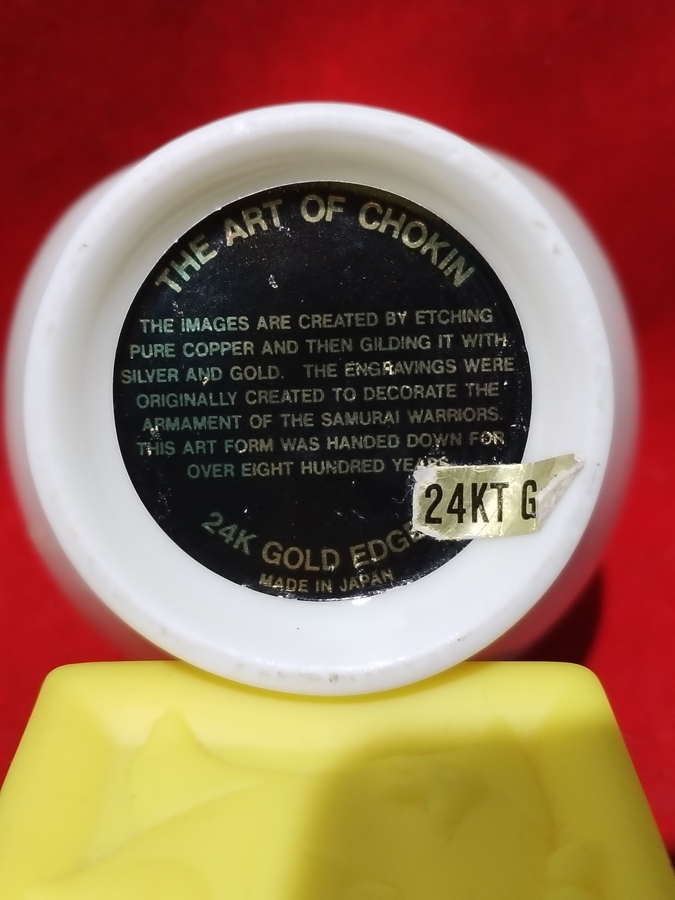 THE ART OF CHOKIN
THE IMAGES ARE CREATED BY ETCHING
PURE COPPER AND THEN GILDING IT WITH
SILVER AND GOLD. THE ENGRAVINGS WERE
ORIGINALLY CREATED TO DECORATE THE
ARMAMENT OF THE SAMURAI WARRIORS.
THIS ART FORM WAS HANDED DOWN FOR
OVER EIGHT HUNDRED YEARS
24KT G
24K GOLD EDGE
MADE IN JAPAN